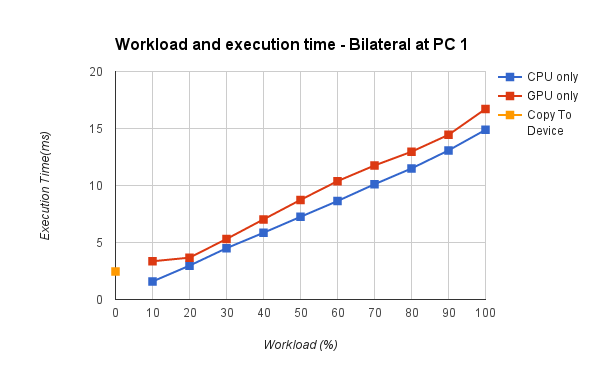 Workload and execution time - Bilateral at PC 1
20
15
10
5
0
Execution Time(ms)
0 10 20 30 40 50 60 70 80 90 100
Workload (%)
CPU only
GPU only
Copy To
Device